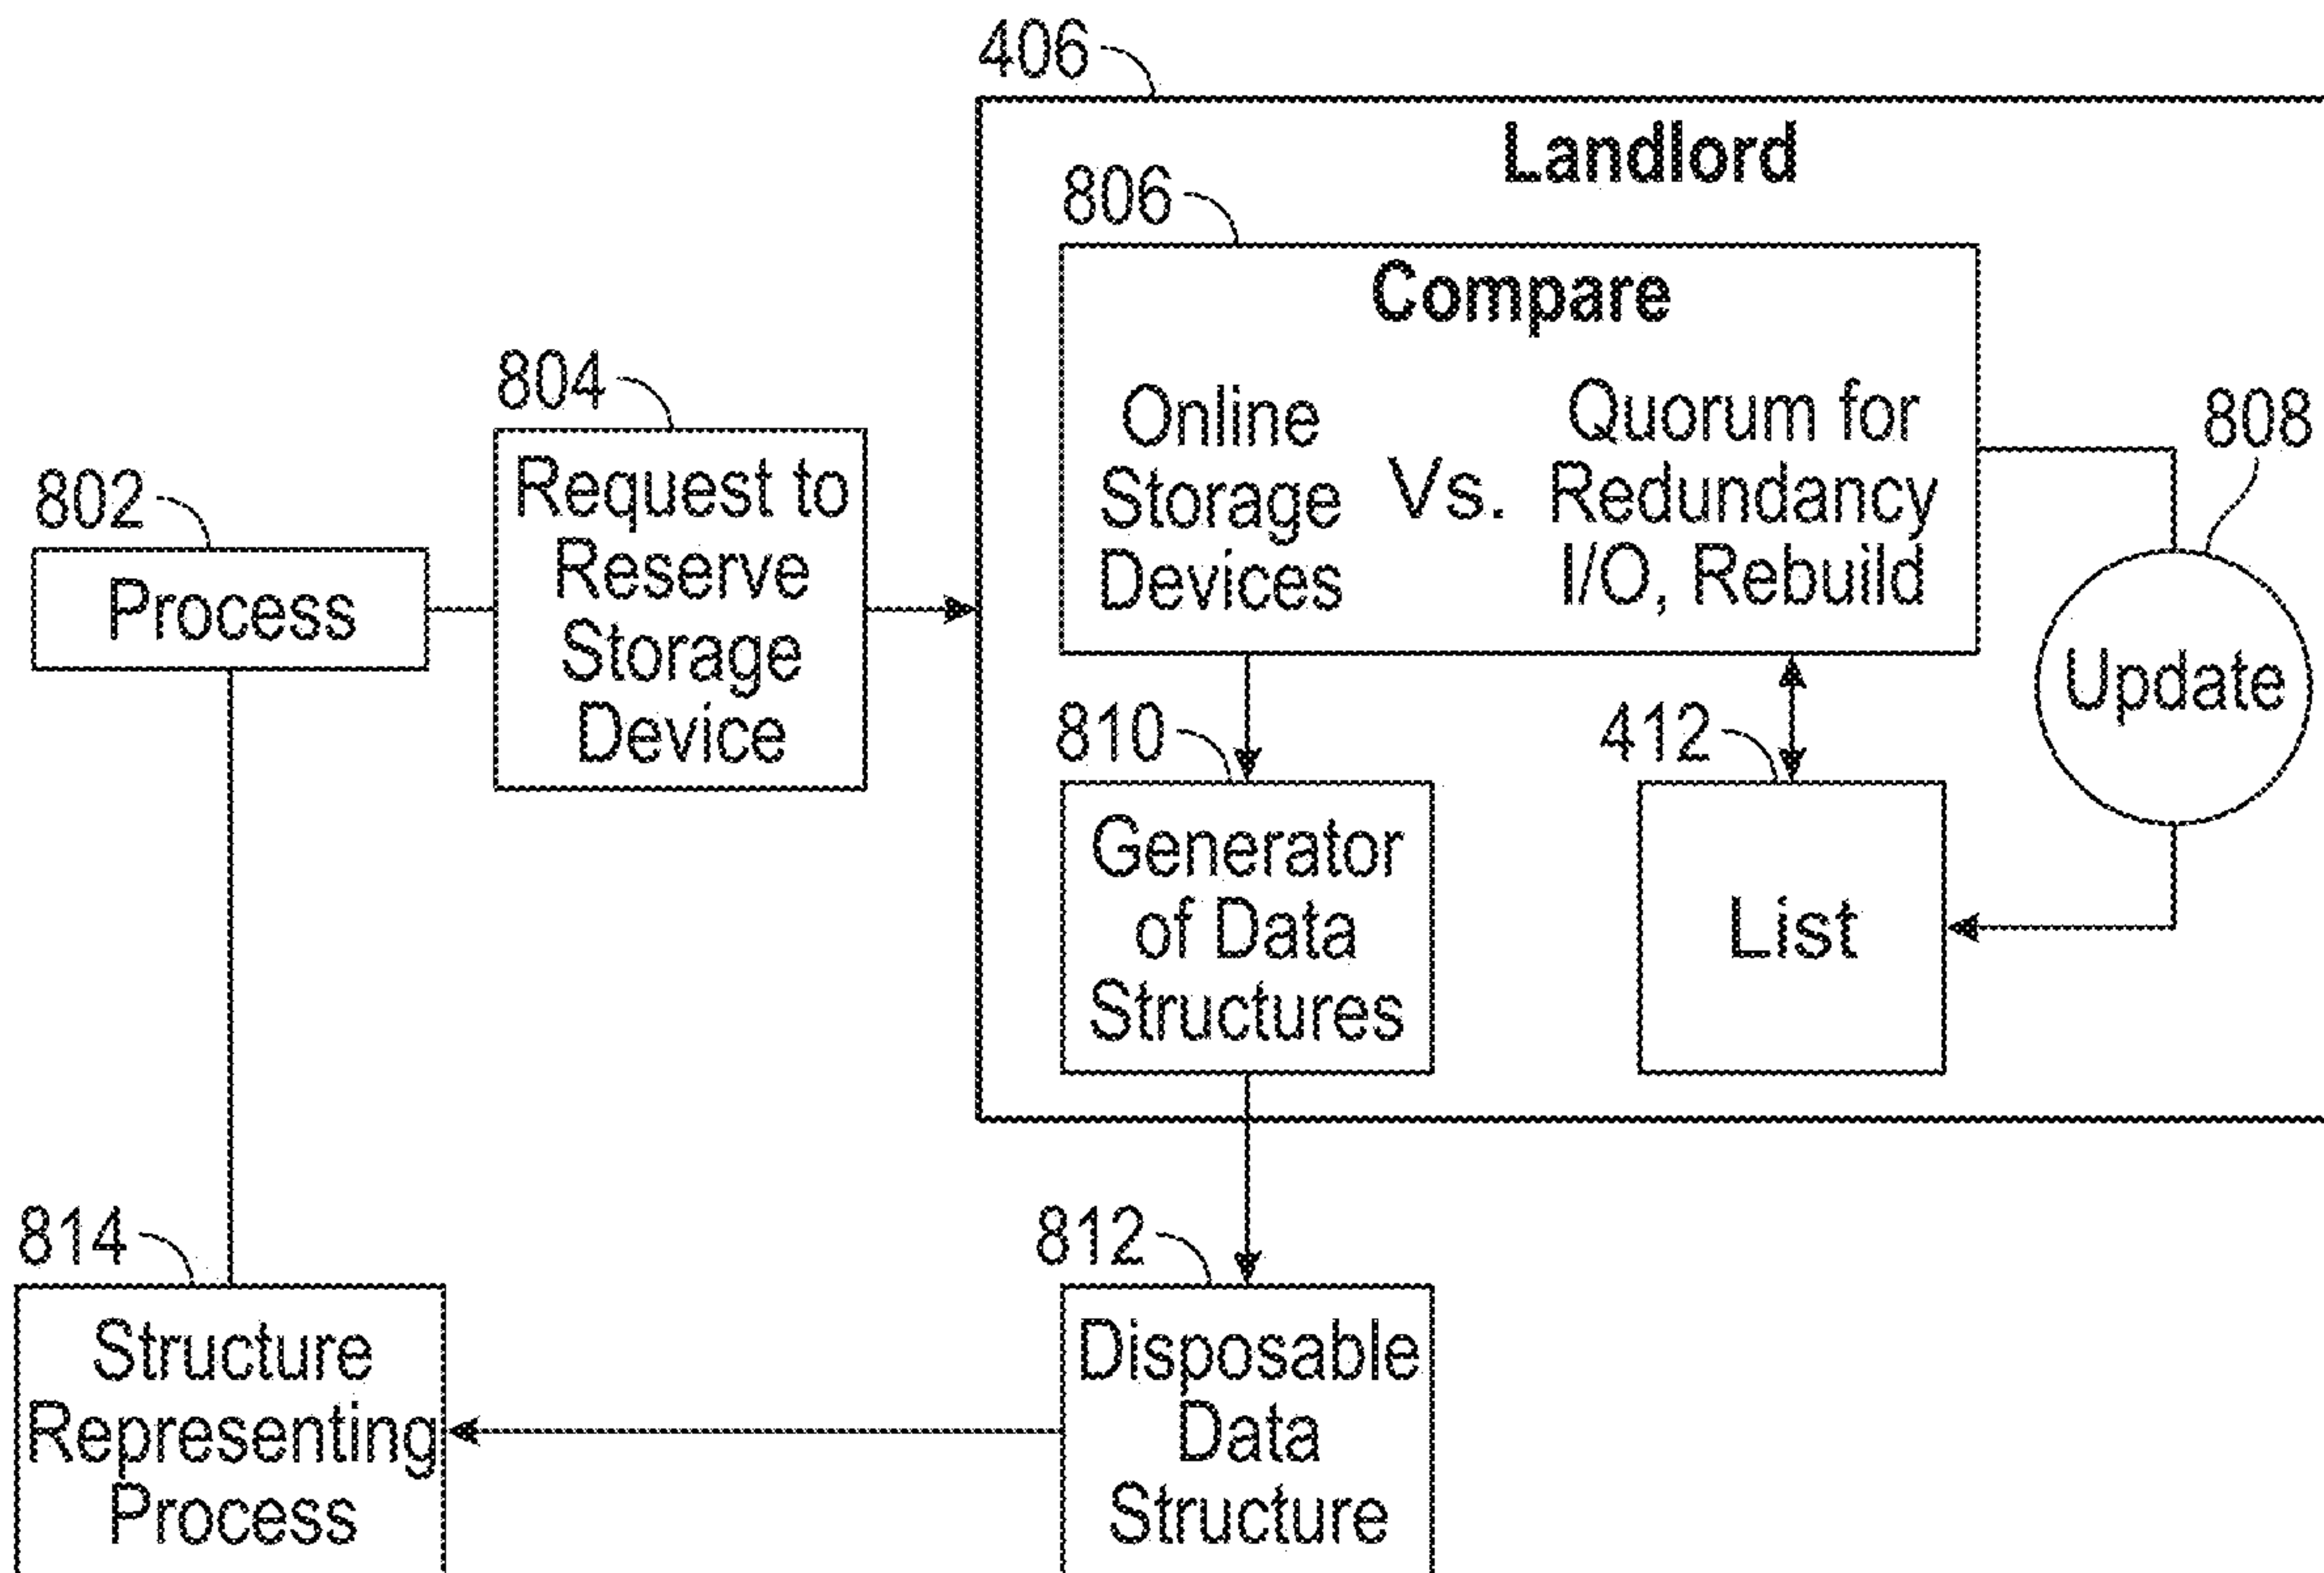 406
Landlord
806
Compare
Online
Storage
Devices
Vs.
Quorum for
Redundancy
I/O, Rebuild
808
Update
804
Request to
Reserve
Storage
Device
802
Process
810
Generator
of Data
Structures
412
List
814
Structure
Representing
Process
812
Disposable
Data
Structure